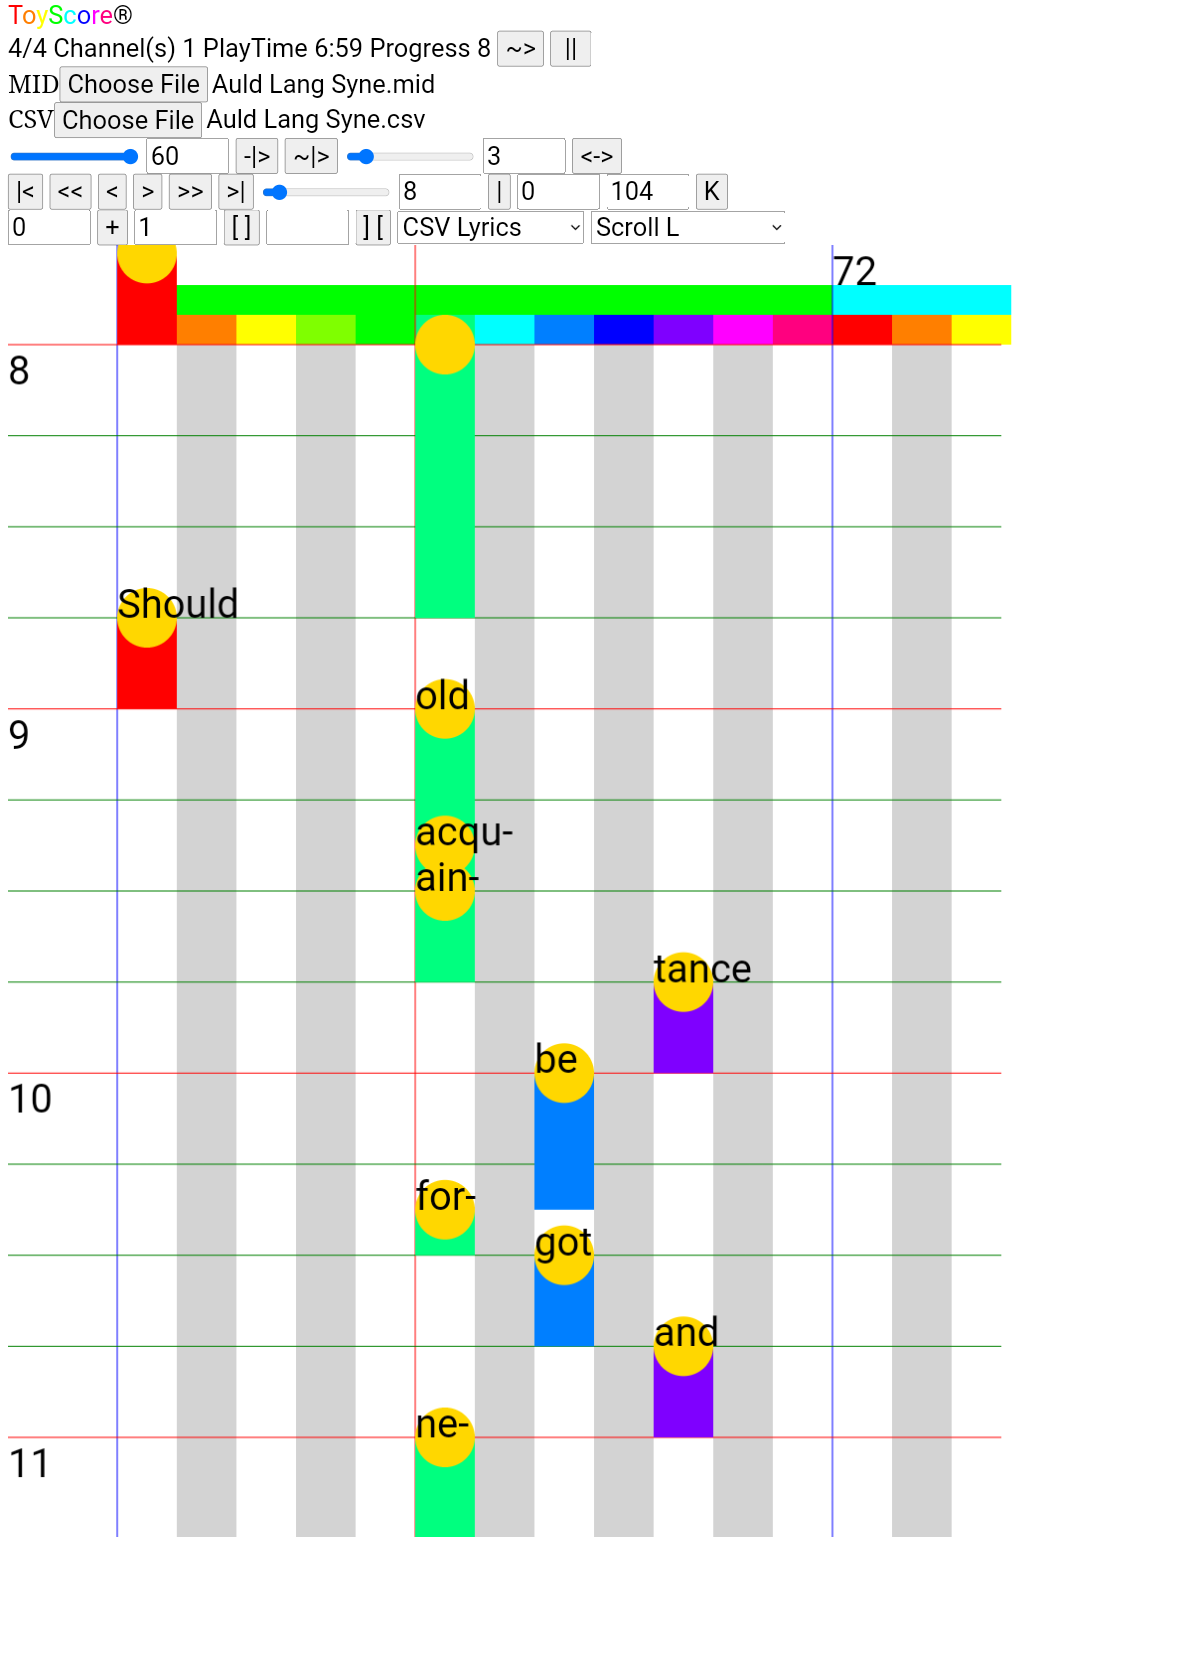 ToyScore®
4/4 Channel(s) 1 PlayTime 6:59 Progress 8 ~> ||
MID Choose File Auld Lang Syne.mid
CSV Choose File Auld Lang Syne.csv
60 -|> ~|> 3 <->
|< << < > >> >| 8 | 0 104 K
0 + 1 [ ] ] [ CSV Lyrics Scroll L
72
8
Should
old
9
acqu-
ain-
tance
be
10
for-
got
and
ne-
11